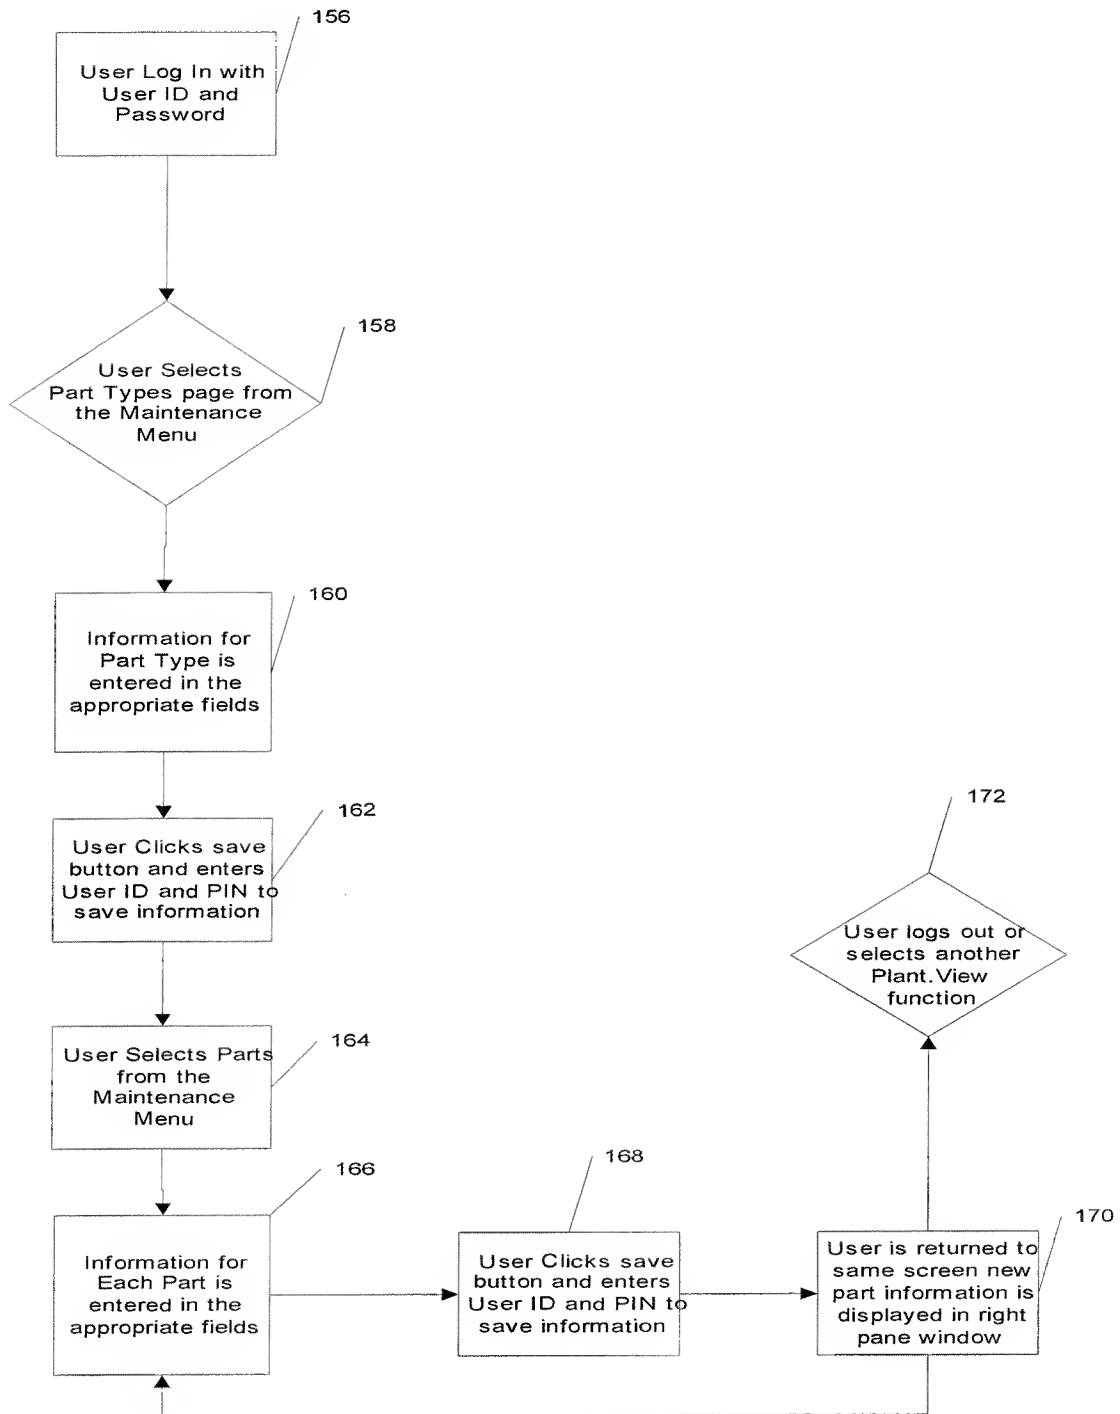 156
User Log In with
User ID and
Password
158
User Selects
Part Types page from
the Maintenance
Menu
160
Information for
Part Type is
entered in the
appropriate fields
162
User Clicks save
button and enters
User ID and PIN to
save information
164
User Selects Parts
from the
Maintenance
Menu
166
Information for
Each Part is
entered in the
appropriate fields
168
User Clicks save
button and enters
User ID and PIN to
save information
170
User is returned to
same screen new
part information is
displayed in right
pane window
172
User logs out or
selects another
Plant.View
function